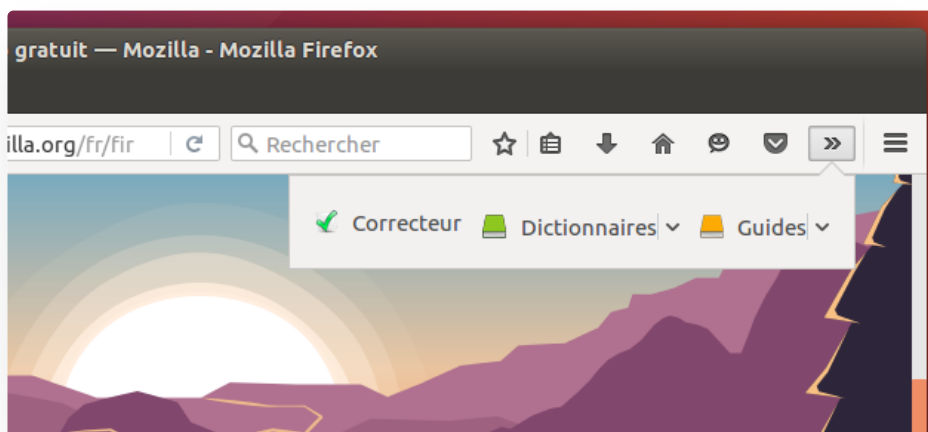 gratuit — Mozilla - Mozilla Firefox
illa.org/fr/fir Rechercher
Correcteur Dictionnaires Guides